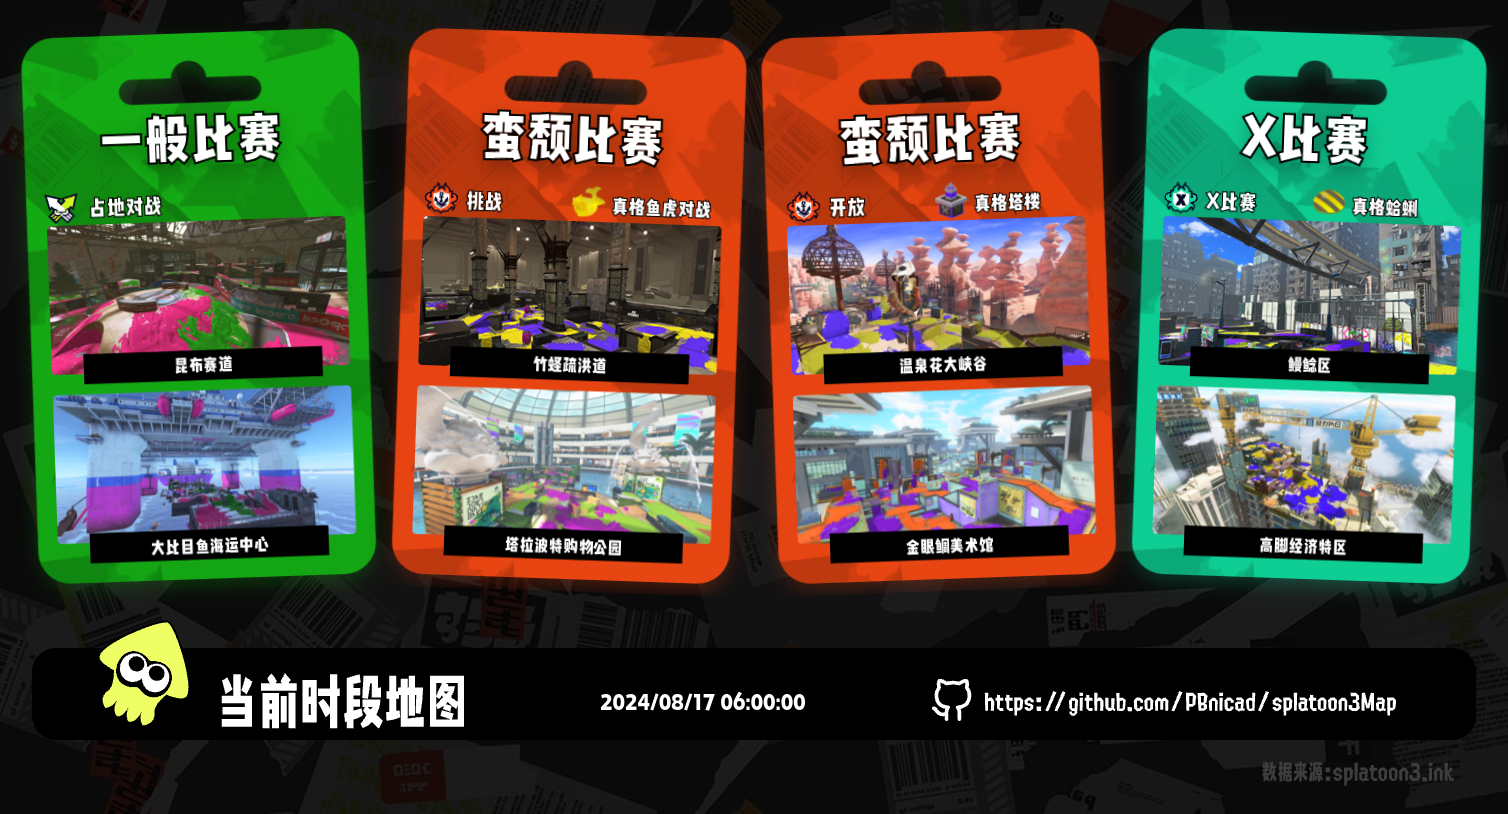 一般比赛
占地对战
昆布赛道
大比目鱼海运中心
蛮颓比赛
挑战
真格鱼虎对战
竹蛏疏洪道
塔拉波特购物公园
蛮颓比赛
开放
真格塔楼
温泉花大峡谷
金眼鲷美术馆
X比赛
X比赛
真格蛤蜊
鳗鲶区
高脚经济特区
当前时段地图
2024/08/17 06:00:00
https://github.com/PBnicad/splatoon3Map
数据来源:splatoon3.ink